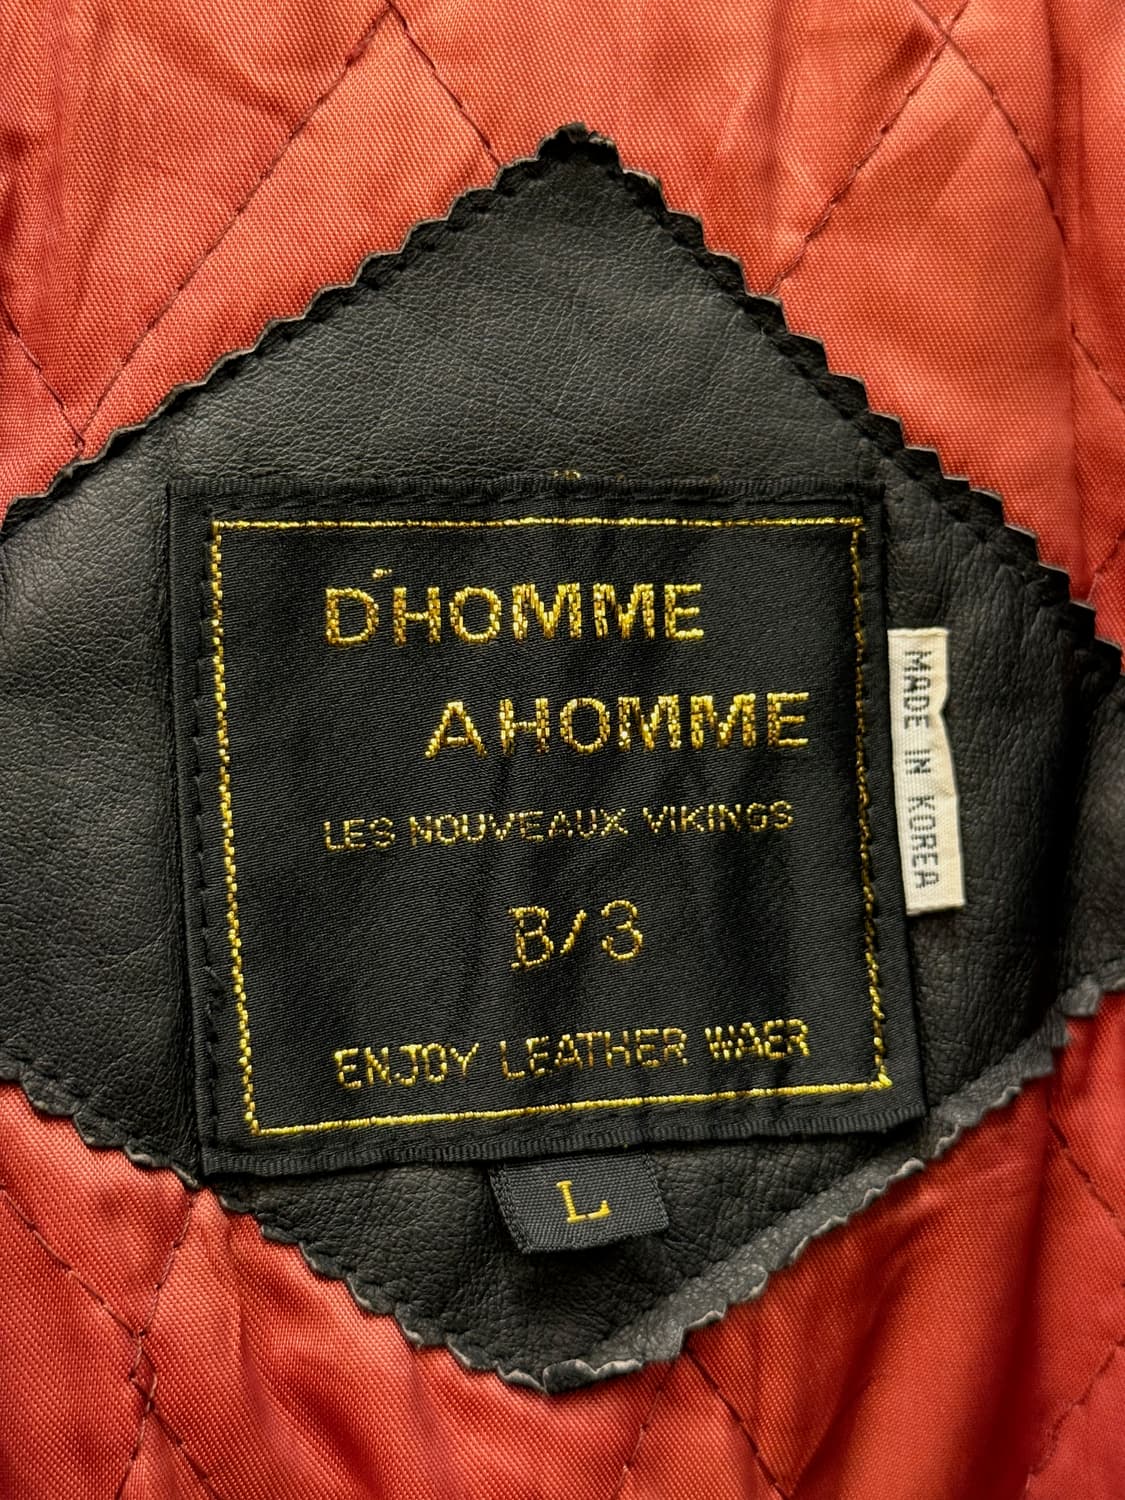 D'HOMME
AHOMME
LES NOUVEAUX VIKINGS
B/3
ENJOY LEATHER WAER
L
MADE IN KOREA